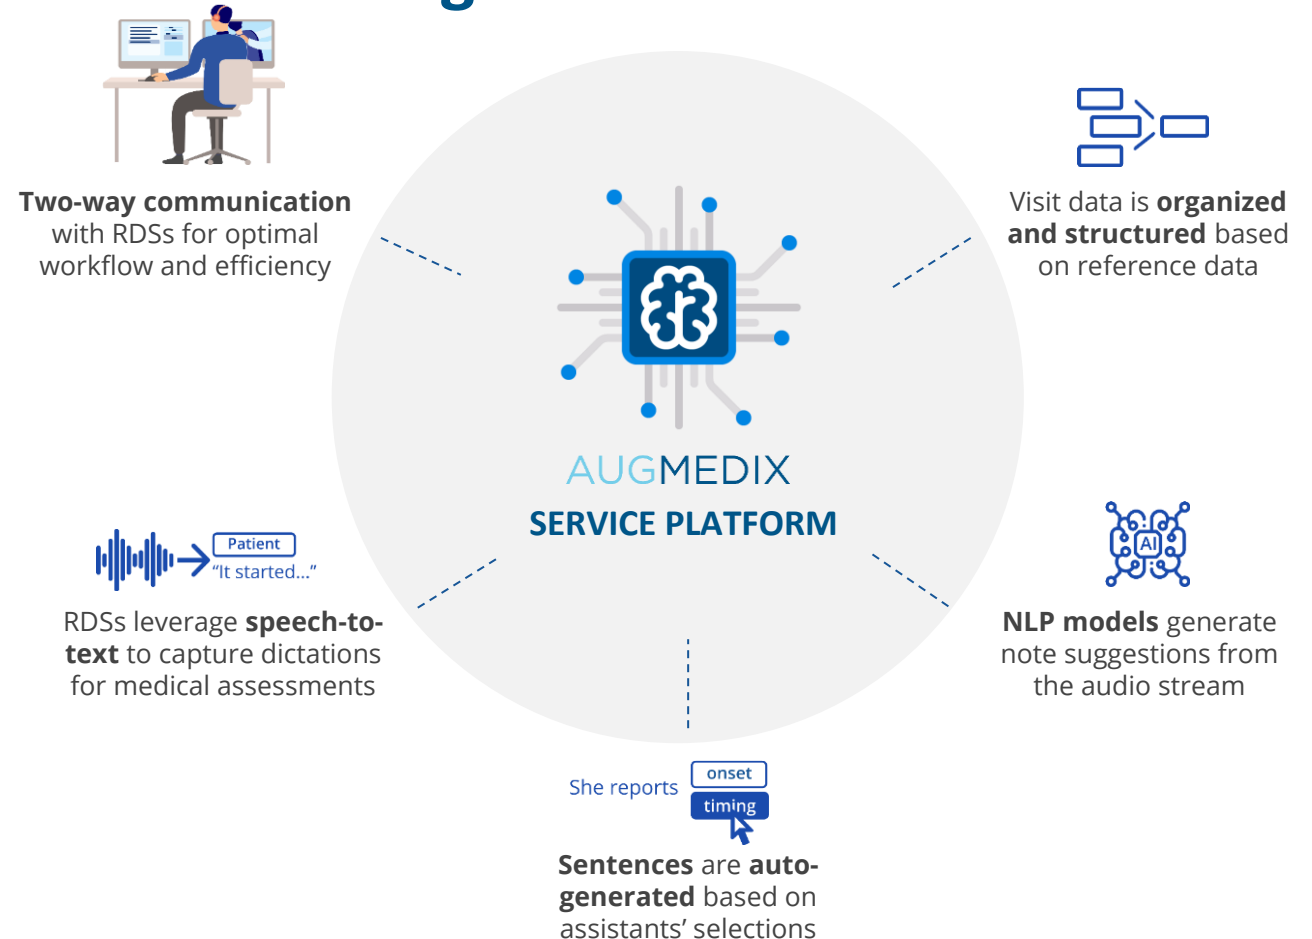 Two-way communication
with RDSs for optimal
workflow and efficiency
Visit data is organized
and structured based
on reference data
AUGMEDIX
SERVICE PLATFORM
Patient
“It started...”
RDSs leverage speech-to-
text to capture dictations
for medical assessments
AI
NLP models generate
note suggestions from
the audio stream
She reports
onset
timing
Sentences are auto-
generated based on
assistants’ selections